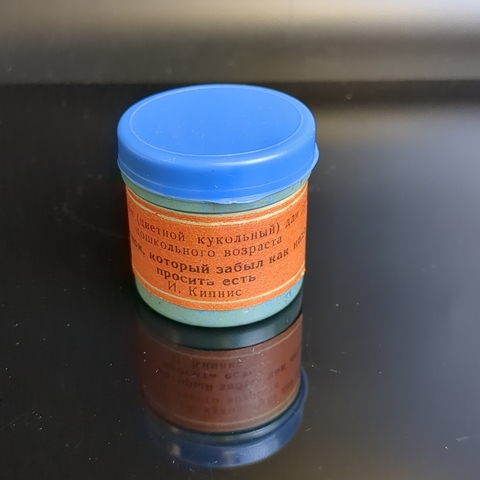 (цветной кукольный) для
дошкольного возраста
который забыл как
просить есть
И. Кипнис